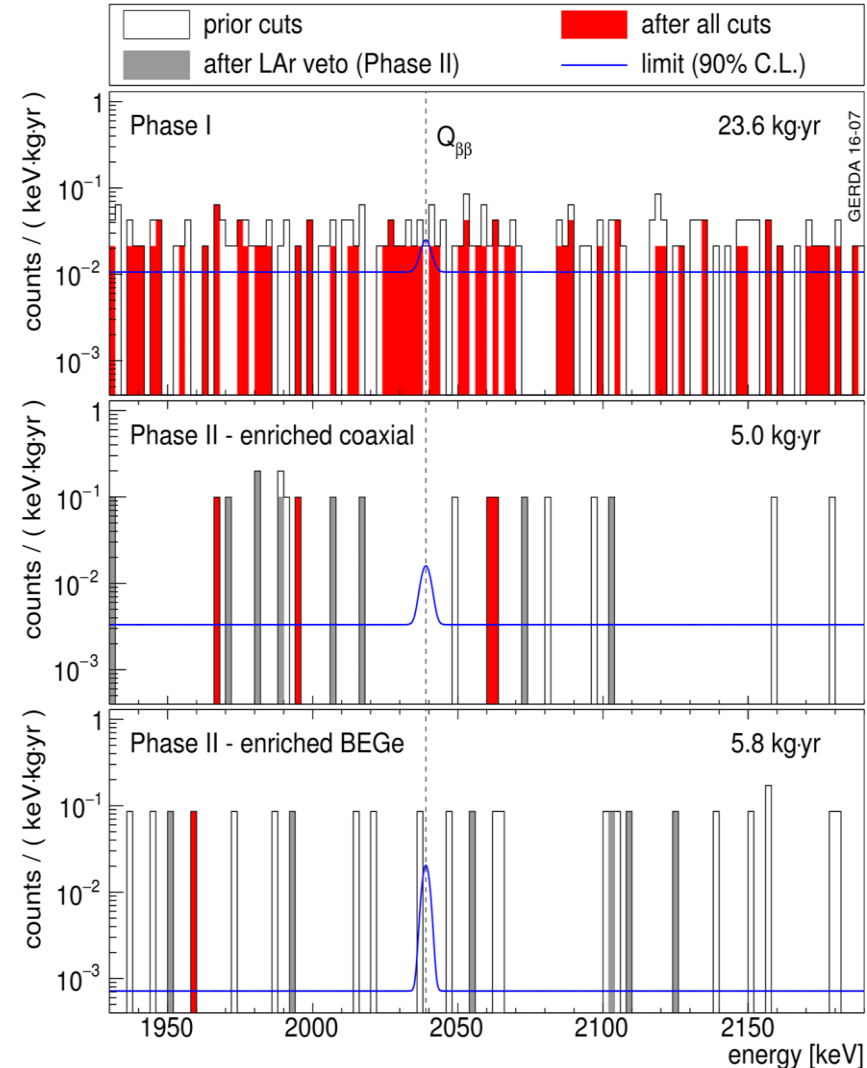 prior cuts
after all cuts
after LAr veto (Phase II)
limit (90% C.L.)
counts / ( keV·kg·yr )
1
10⁻¹
10⁻²
10⁻³
Phase I
Qββ
23.6 kg·yr
GERDA 16-07
counts / ( keV·kg·yr )
1
10⁻¹
10⁻²
10⁻³
Phase II - enriched coaxial
5.0 kg·yr
counts / ( keV·kg·yr )
1
10⁻¹
10⁻²
10⁻³
Phase II - enriched BEGe
5.8 kg·yr
1950 2000 2050 2100 2150
energy [keV]